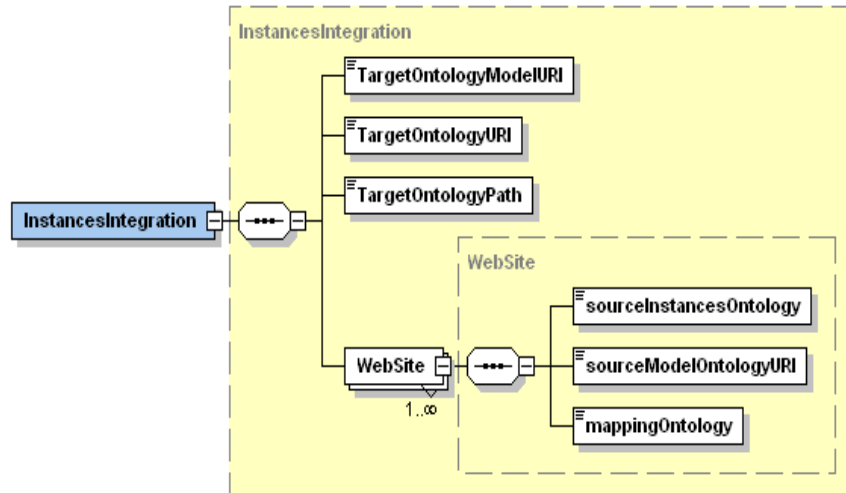 InstancesIntegration
TargetOntologyModelURI
TargetOntologyURI
TargetOntologyPath
InstancesIntegration
WebSite
sourceInstancesOntology
WebSite
sourceModelOntologyURI
1..∞
mappingOntology